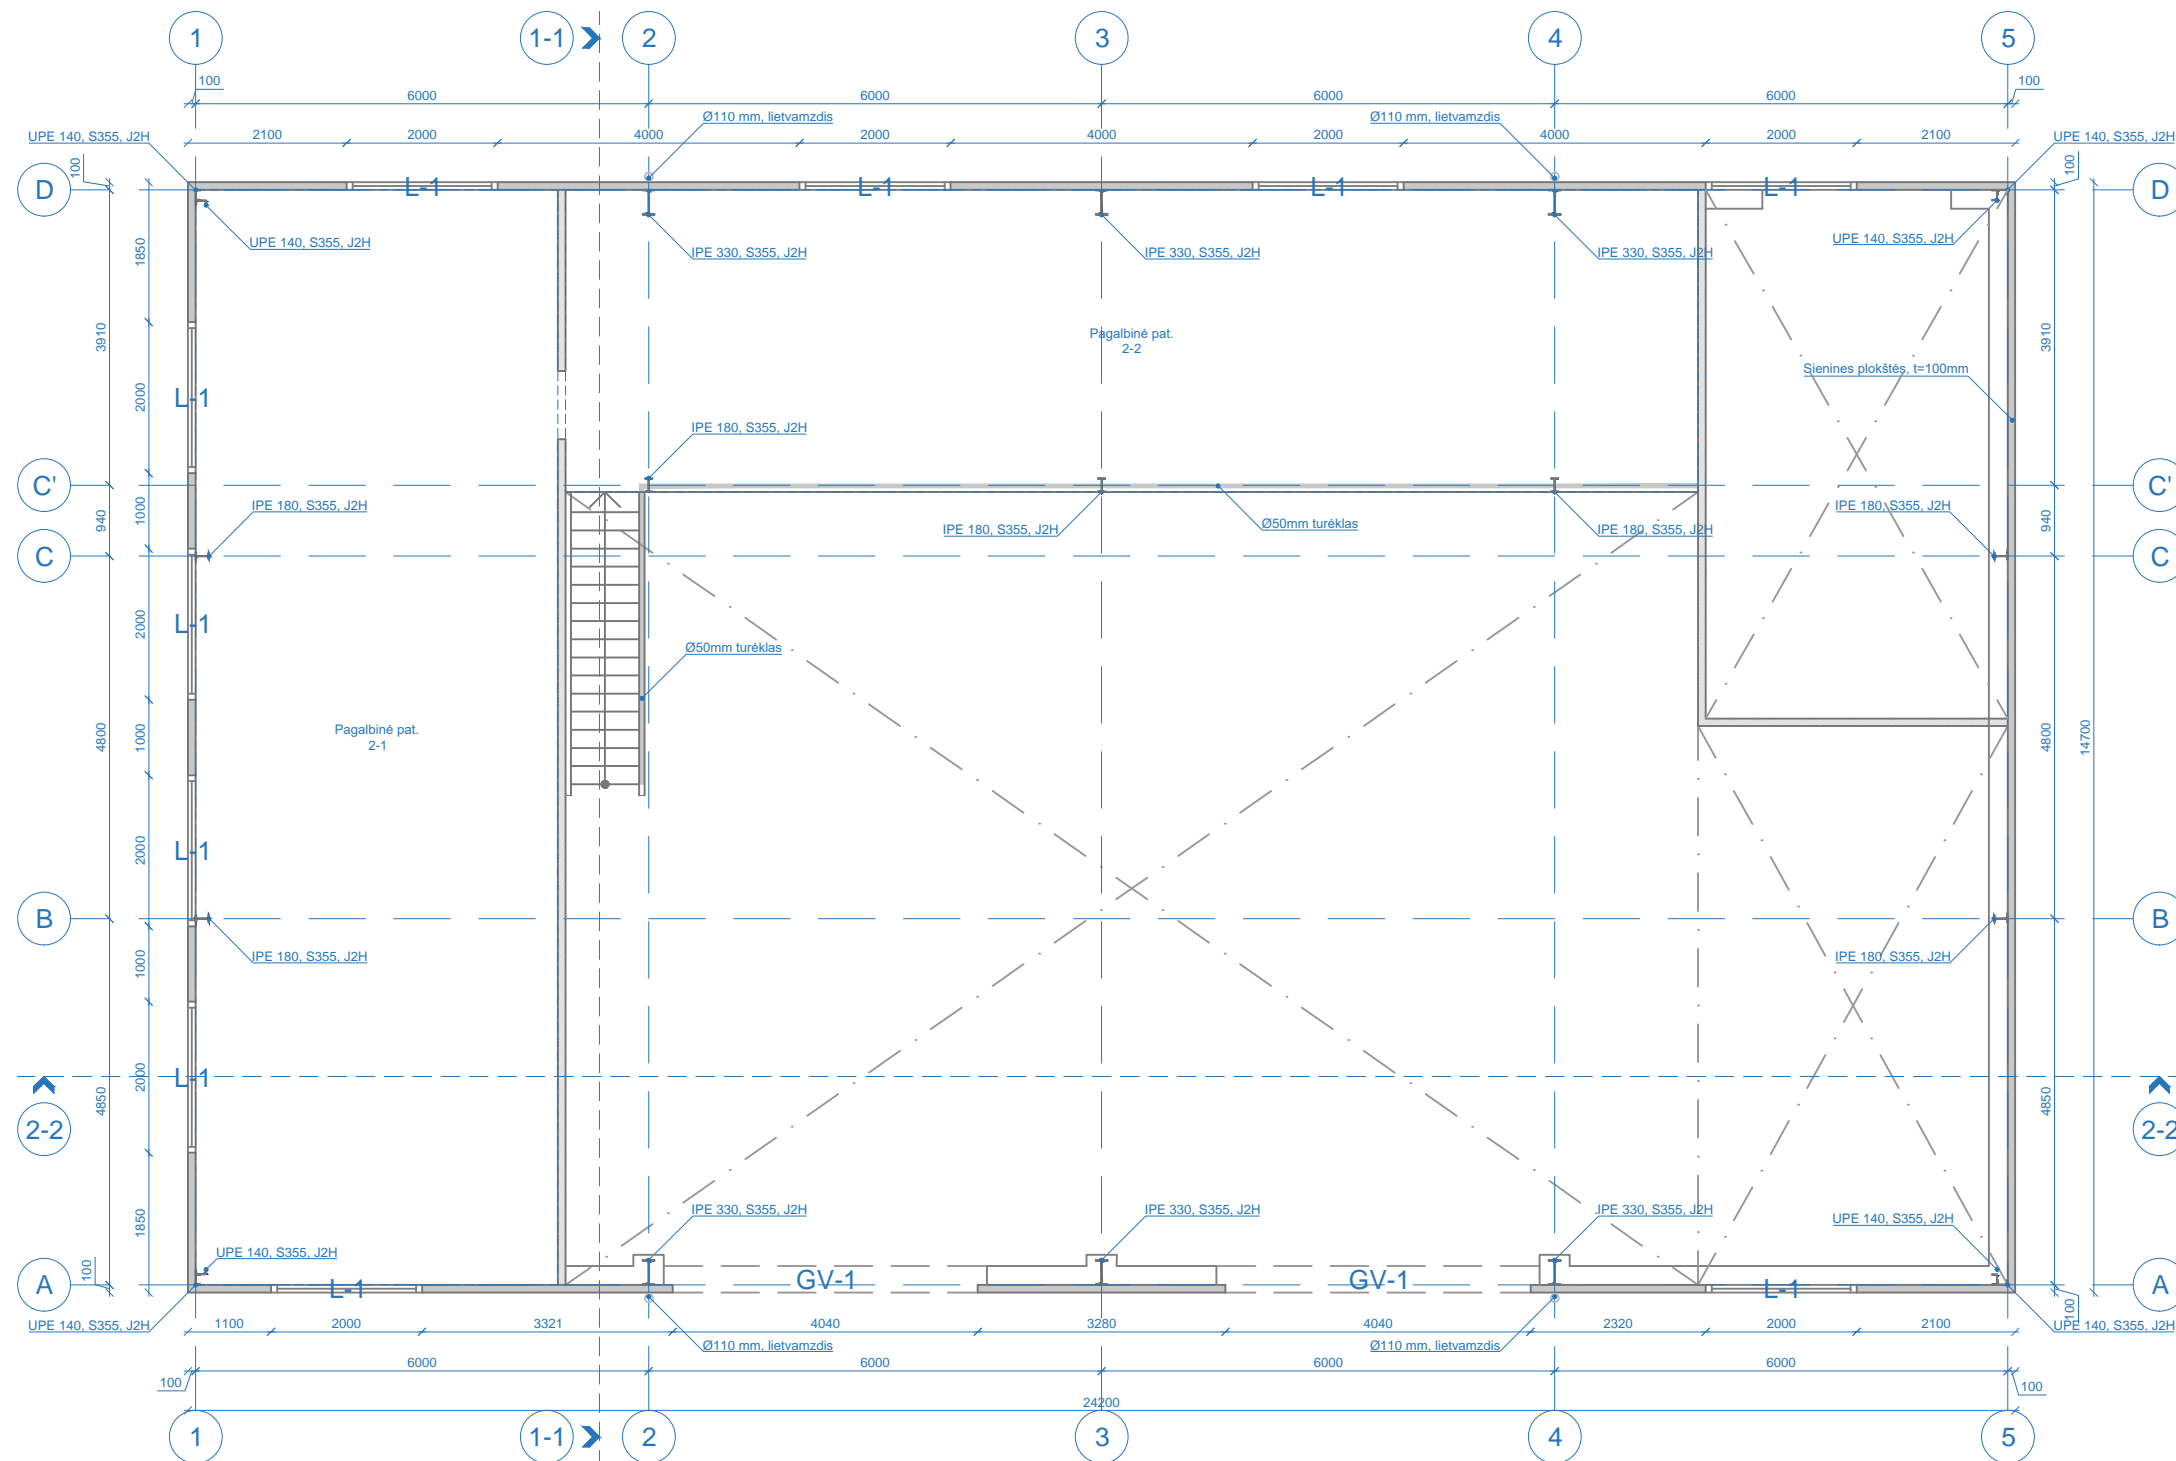 1
1-1
2
3
4
5
100
6000
6000
6000
6000
100
Ø110 mm, lietvamzdis
Ø110 mm, lietvamzdis
UPE 140, S355, J2H
2100
2000
4000
2000
4000
2000
4000
2000
2100
UPE 140, S355, J2H
100
100
D
L-1
L-1
L-1
L-1
D
1850
UPE 140, S355, J2H
IPE 330, S355, J2H
IPE 330, S355, J2H
IPE 330, S355, J2H
UPE 140, S355, J2H
3910
3910
Pagalbinė pat.
2-2
Sienines plokštės, t=100mm
L-1
2000
IPE 180, S355, J2H
C'
C'
1000
940
IPE 180, S355, J2H
IPE 180, S355, J2H
Ø50mm turėklas
IPE 180, S355, J2H
IPE 180, S355, J2H
940
C
C
L-1
2000
Ø50mm turėklas
4800
1000
Pagalbinė pat.
2-1
4800
14700
L-1
2000
B
B
1000
IPE 180, S355, J2H
IPE 180, S355, J2H
L-1
2000
4850
4850
2-2
2-2
1850
IPE 330, S355, J2H
IPE 330, S355, J2H
IPE 330, S355, J2H
UPE 140, S355, J2H
100
UPE 140, S355, J2H
A
L-1
GV-1
GV-1
L-1
A
100
UPE 140, S355, J2H
1100
2000
3321
4040
3280
4040
2320
2000
2100
UPE 140, S355, J2H
Ø110 mm, lietvamzdis
Ø110 mm, lietvamzdis
100
6000
6000
6000
6000
100
24200
1
1-1
2
3
4
5